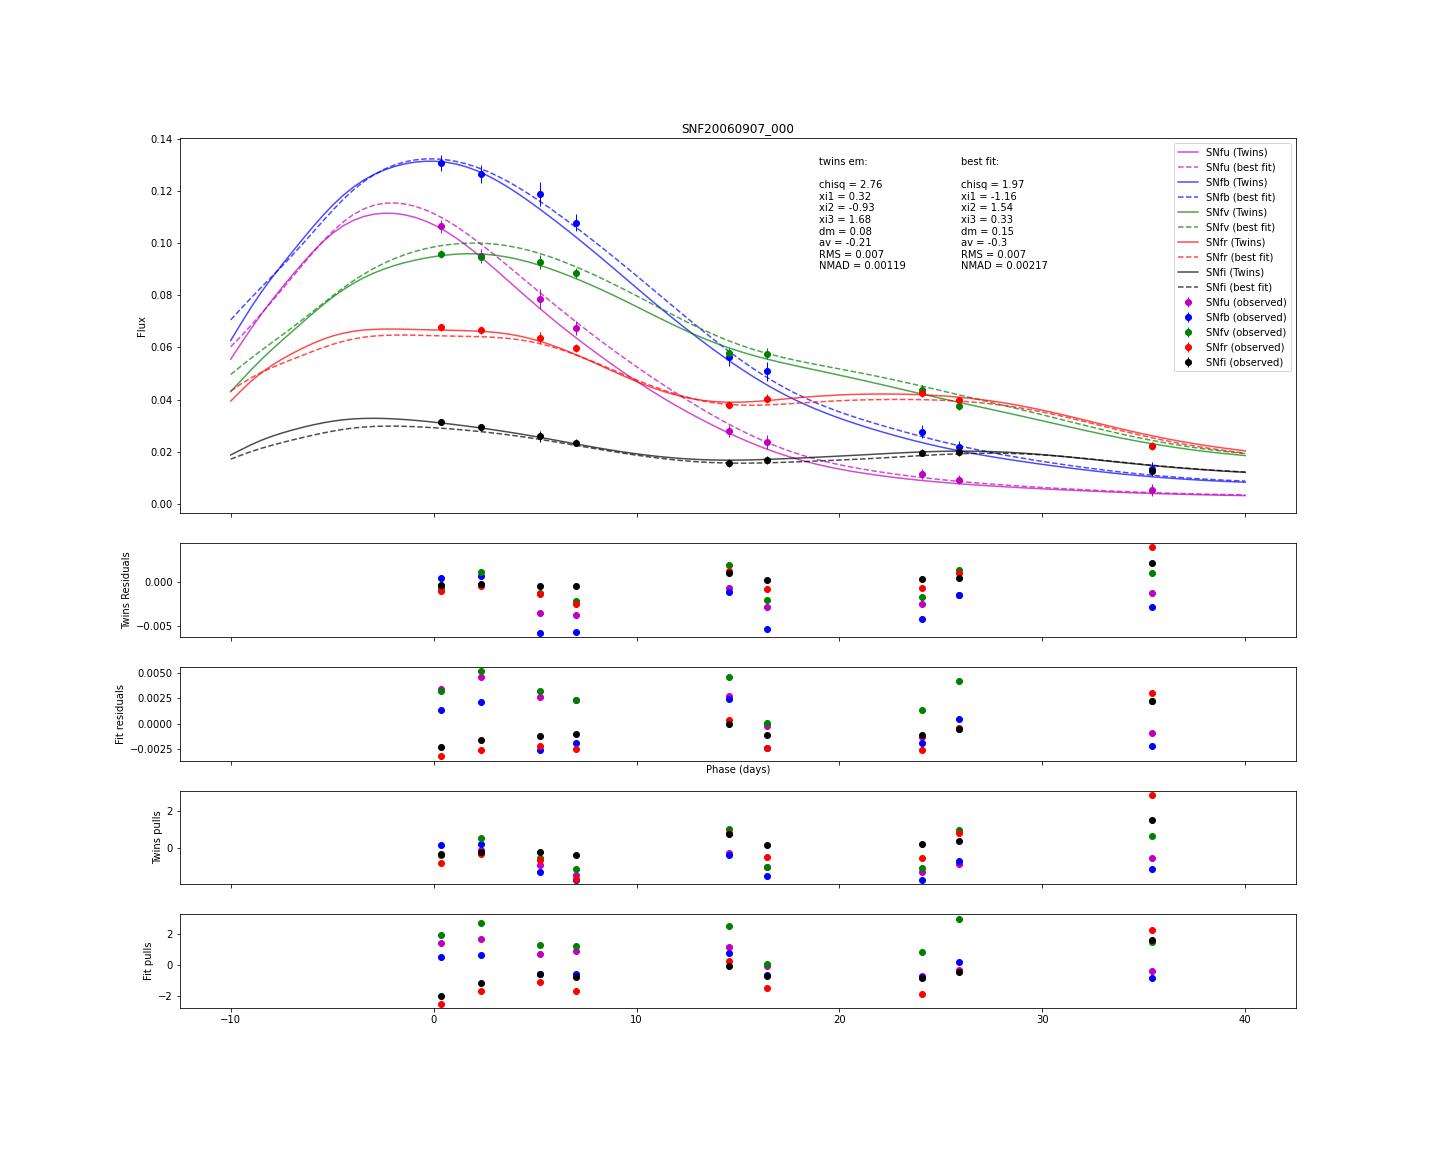 SNF20060907_000
0.14
0.12
0.10
0.08
0.06
0.04
0.02
0.00
Flux
twins em:
chisq = 2.76
xi1 = 0.32
xi2 = -0.93
xi3 = 1.68
dm = 0.08
av = -0.21
RMS = 0.007
NMAD = 0.00119
best fit:
chisq = 1.97
xi1 = -1.16
xi2 = 1.54
xi3 = 0.33
dm = 0.15
av = -0.3
RMS = 0.007
NMAD = 0.00217
SNfu (Twins)
SNfu (best fit)
SNfb (Twins)
SNfb (best fit)
SNfv (Twins)
SNfv (best fit)
SNfr (Twins)
SNfr (best fit)
SNfi (Twins)
SNfi (best fit)
SNfu (observed)
SNfb (observed)
SNfv (observed)
SNfr (observed)
SNfi (observed)
0.000
−0.005
Twins Residuals
0.0050
0.0025
0.0000
−0.0025
Fit residuals
Phase (days)
2
0
Twins pulls
2
0
−2
Fit pulls
−10
0
10
20
30
40